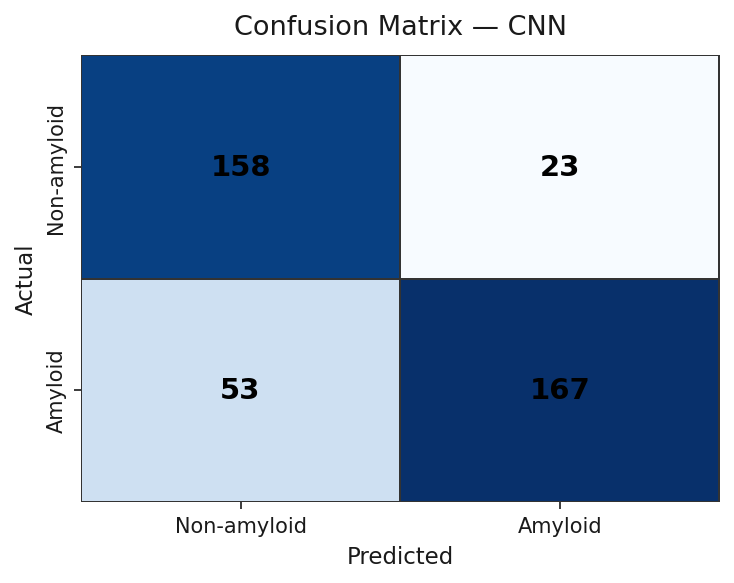 Confusion Matrix — CNN
Actual
Non-amyloid
158
23
Amyloid
53
167
Non-amyloid
Amyloid
Predicted